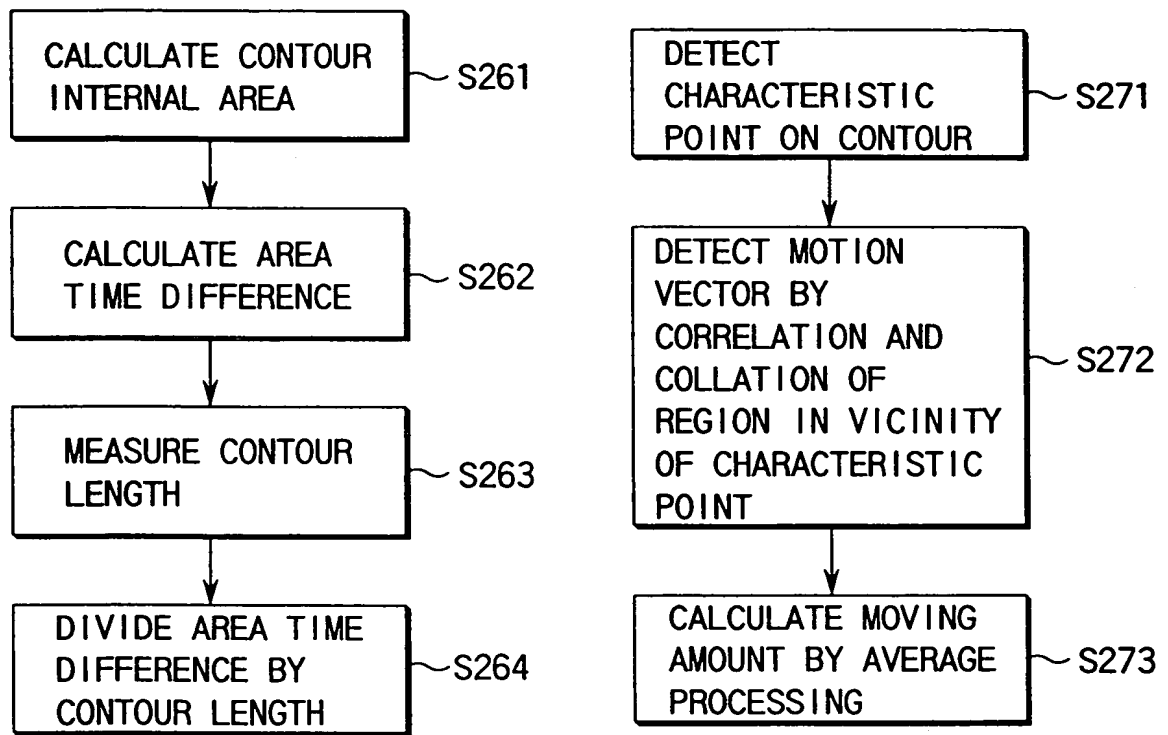 CALCULATE CONTOUR
INTERNAL AREA
S261
CALCULATE AREA
TIME DIFFERENCE
S262
MEASURE CONTOUR
LENGTH
S263
DIVIDE AREA TIME
DIFFERENCE BY
CONTOUR LENGTH
S264
DETECT
CHARACTERISTIC
POINT ON CONTOUR
S271
DETECT MOTION
VECTOR BY
CORRELATION AND
COLLATION OF
REGION IN VICINITY
OF CHARACTERISTIC
POINT
S272
CALCULATE MOVING
AMOUNT BY AVERAGE
PROCESSING
S273